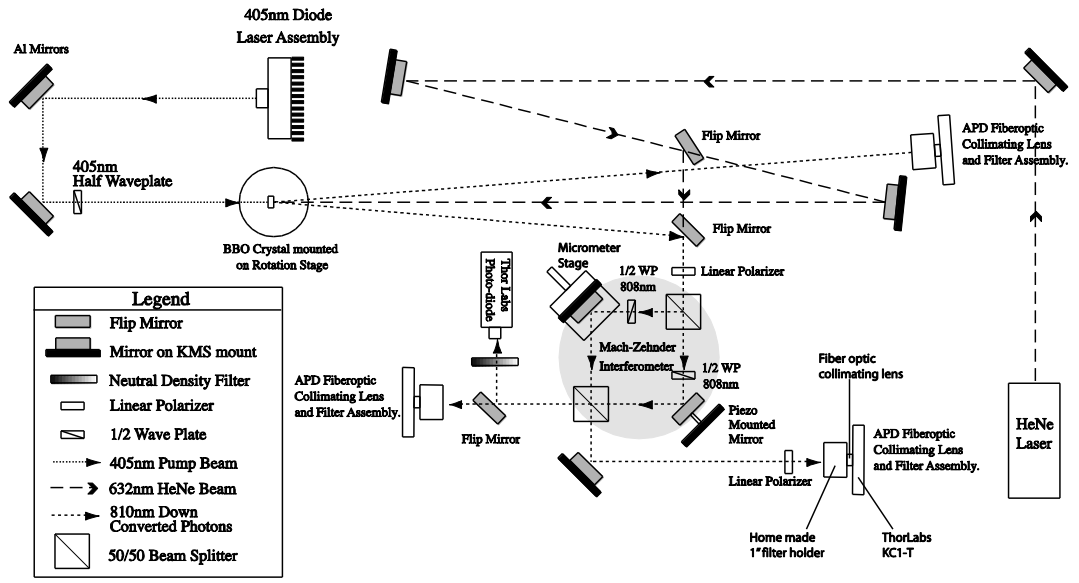 405nm Diode
Laser Assembly
Al Mirrors
Flip Mirror
APD Fiberoptic
Collimating Lens
and Filter Assembly.
405nm
Half Waveplate
Flip Mirror
BBO Crystal mounted
on Rotation Stage
Micrometer
Stage
Thor Labs
Photo-diode
1/2 WP
808nm
Linear Polarizer
Mach-Zehnder
Interferometer
1/2 WP
808nm
Fiber optic
collimating lens
APD Fiberoptic
Collimating Lens
and Filter Assembly.
Flip Mirror
Piezo
Mounted
Mirror
HeNe
Laser
APD Fiberoptic
Collimating Lens
and Filter Assembly.
Linear Polarizer
Home made
1" filter holder
ThorLabs
KC1-T
Legend
Flip Mirror
Mirror on KMS mount
Neutral Density Filter
Linear Polarizer
1/2 Wave Plate
405nm Pump Beam
632nm HeNe Beam
810nm Down
Converted Photons
50/50 Beam Splitter